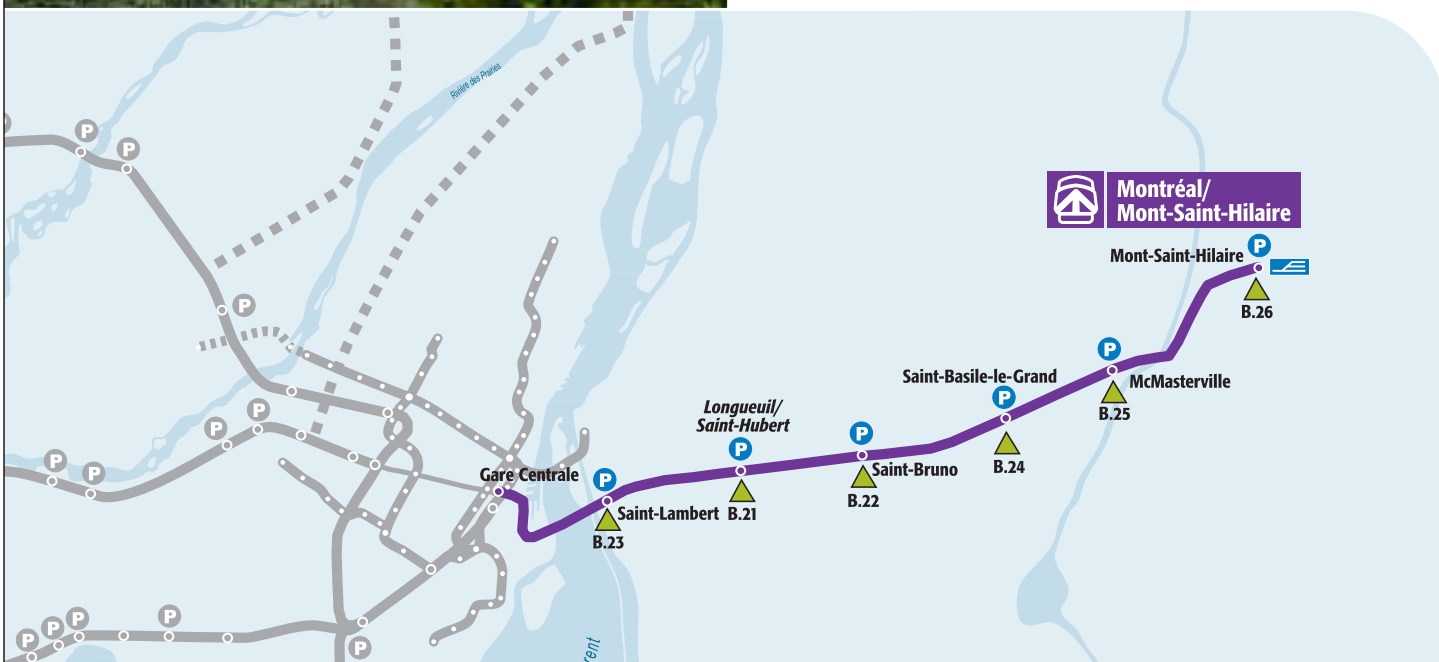 Rivière des Prairies
P
P
P
Montréal/
Mont-Saint-Hilaire
P
Mont-Saint-Hilaire
B.26
P
McMasterville
B.25
Saint-Basile-le-Grand
P
B.24
Longueuil/
Saint-Hubert
P
B.21
P
Saint-Bruno
B.22
Gare Centrale
P
Saint-Lambert
B.23
P
P
P
P
P
P
P
P
P